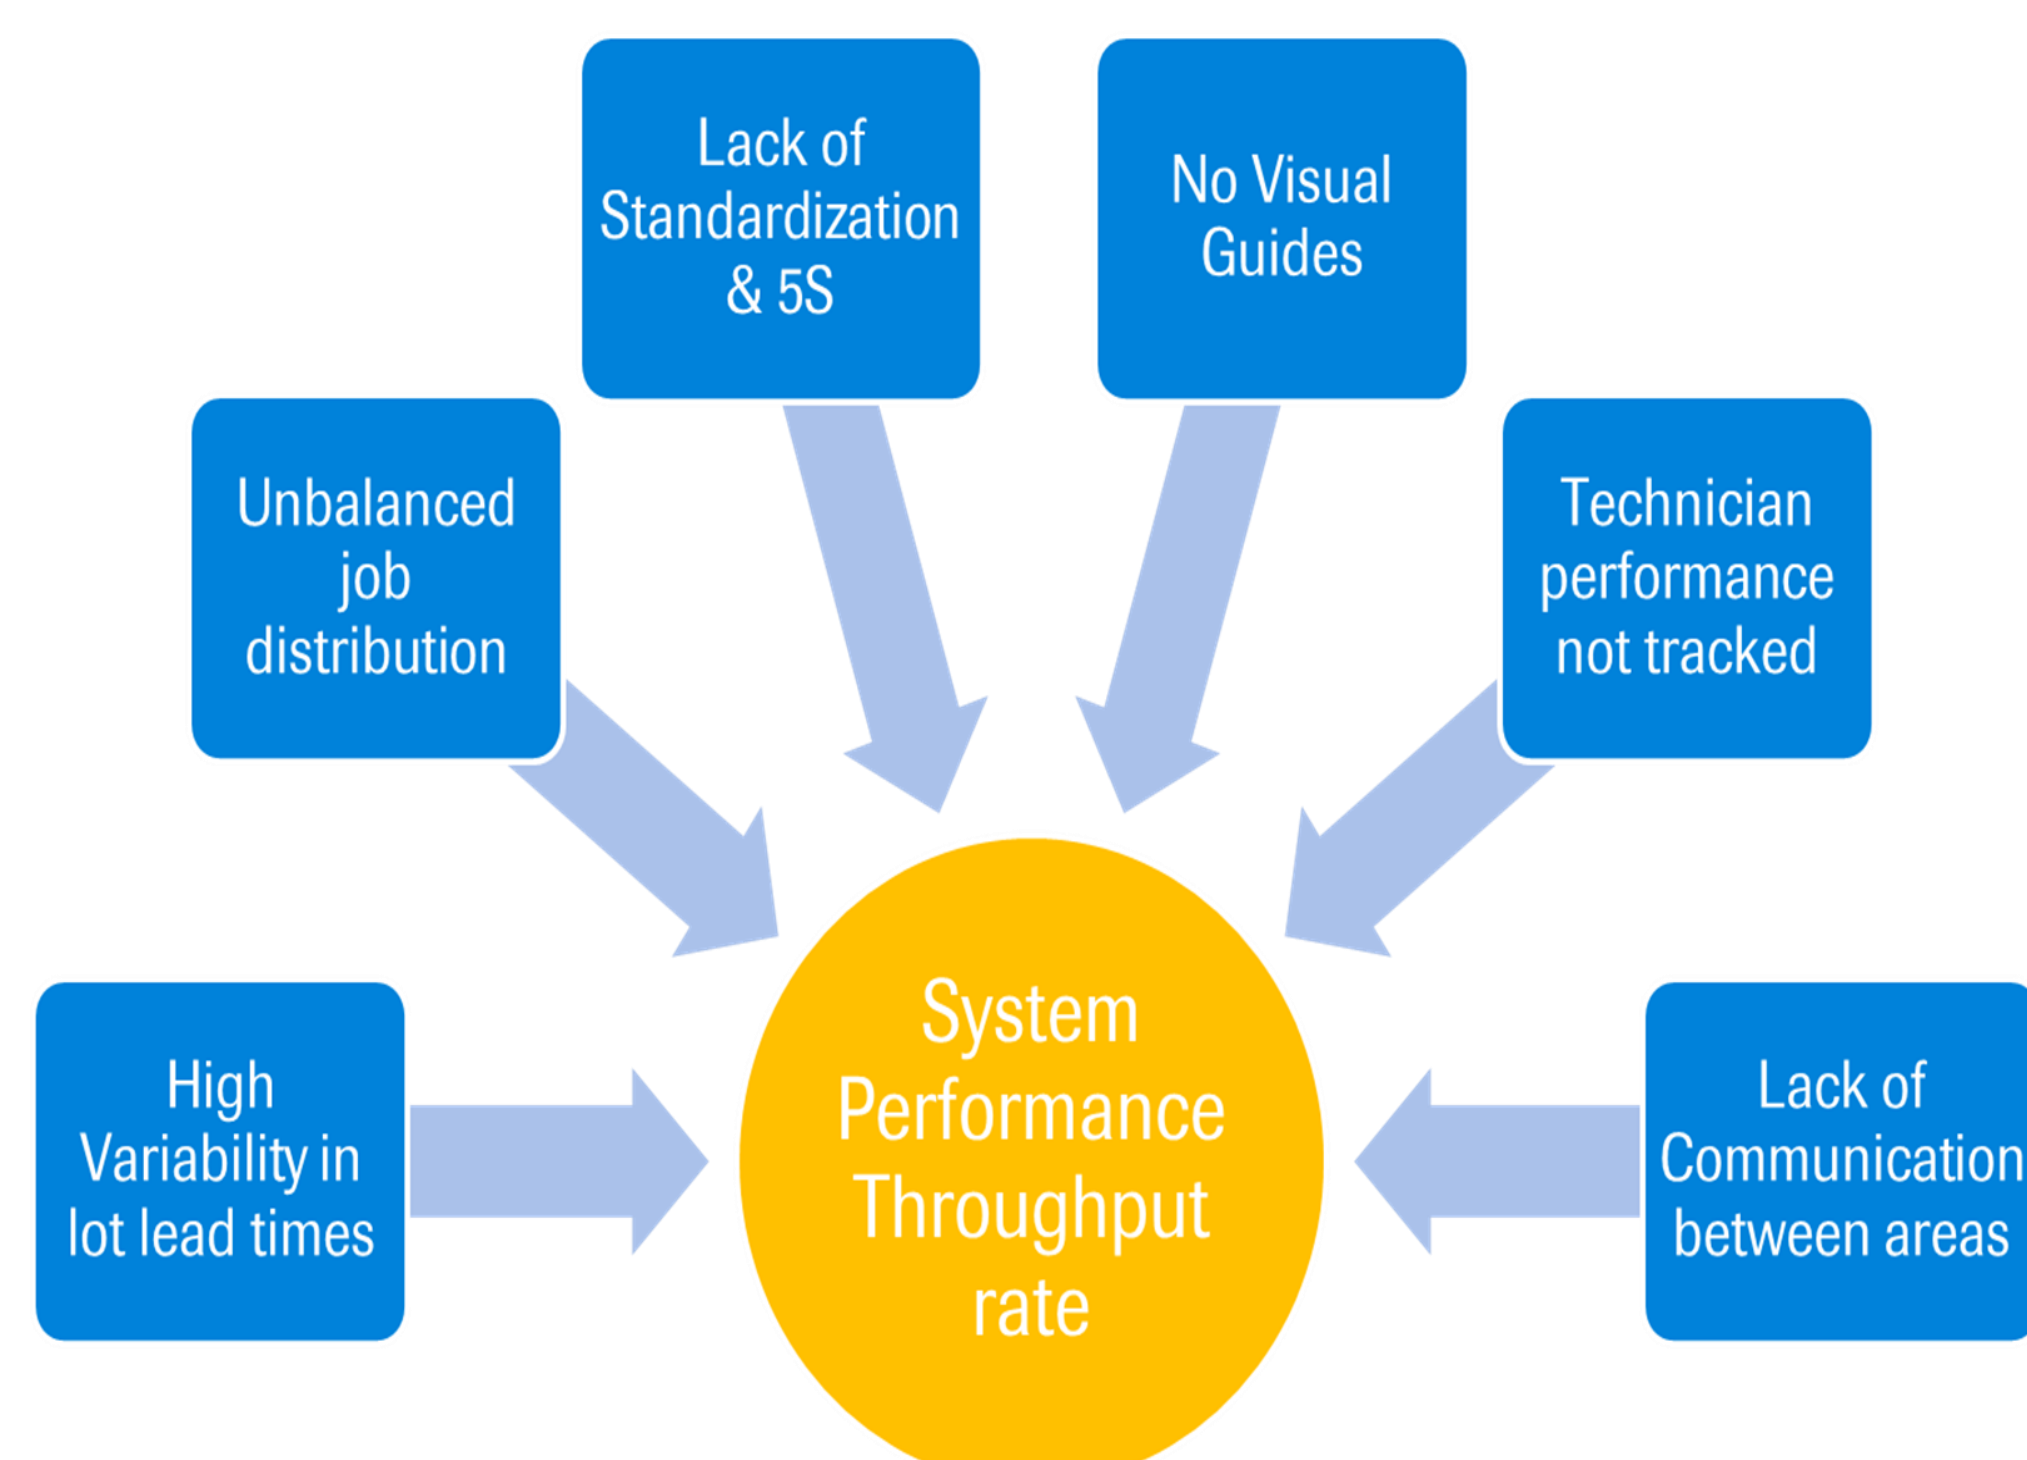 Lack of
Standardization
& 5S
No Visual
Guides
Unbalanced
job
distribution
Technician
performance
not tracked
High
Variability in
lot lead times
System
Performance
Throughput
rate
Lack of
Communication
between areas